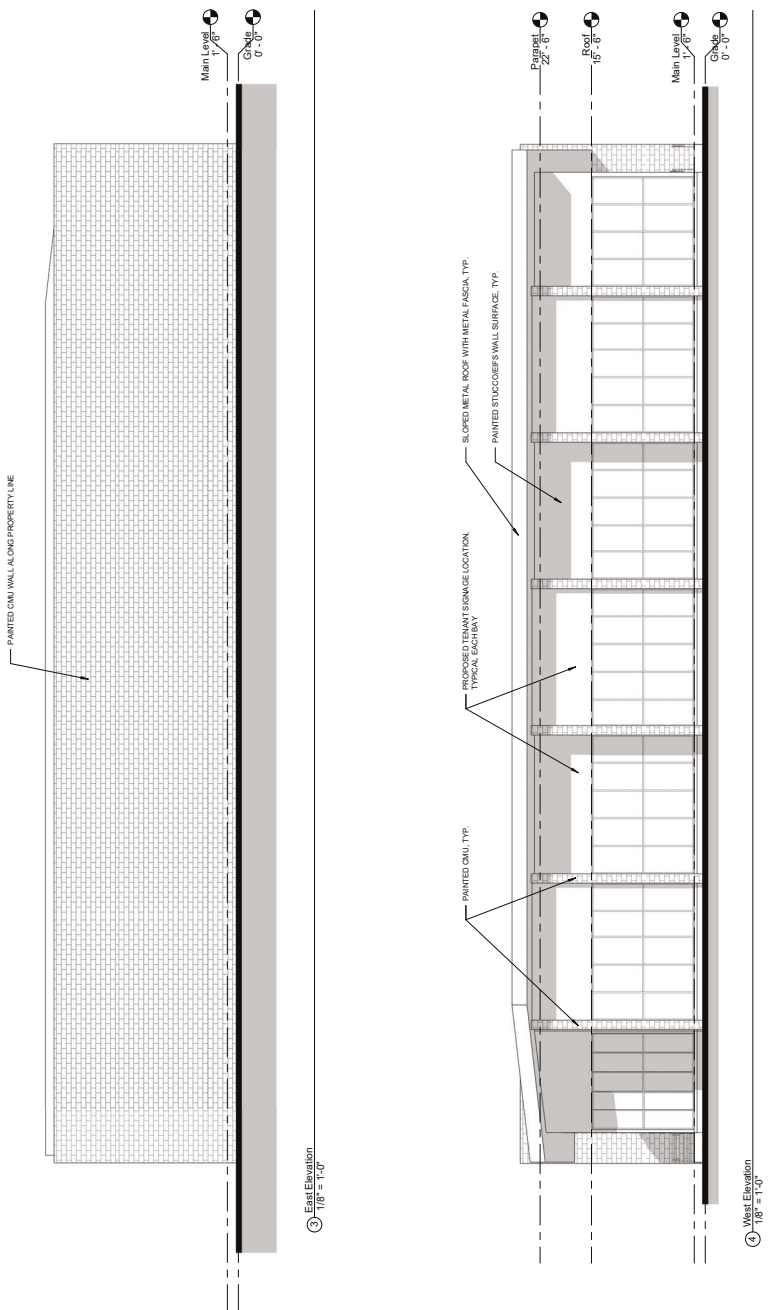 PAINTED CMU WALL ALONG PROPERTY LINE
Main Level
1' - 6"
Grade
0' - 0"
3
East Elevation
1/8" = 1'-0"
PAINTED CMU, TYP.
PROPOSED TENANT SIGNAGE LOCATION,
TYPICAL EACH BAY
SLOPED METAL ROOF WITH METAL FASCIA, TYP.
PAINTED STUCCO/EIFS WALL SURFACE, TYP.
Parapet
22' - 6"
Roof
15' - 6"
Main Level
1' - 6"
Grade
0' - 0"
4
West Elevation
1/8" = 1'-0"